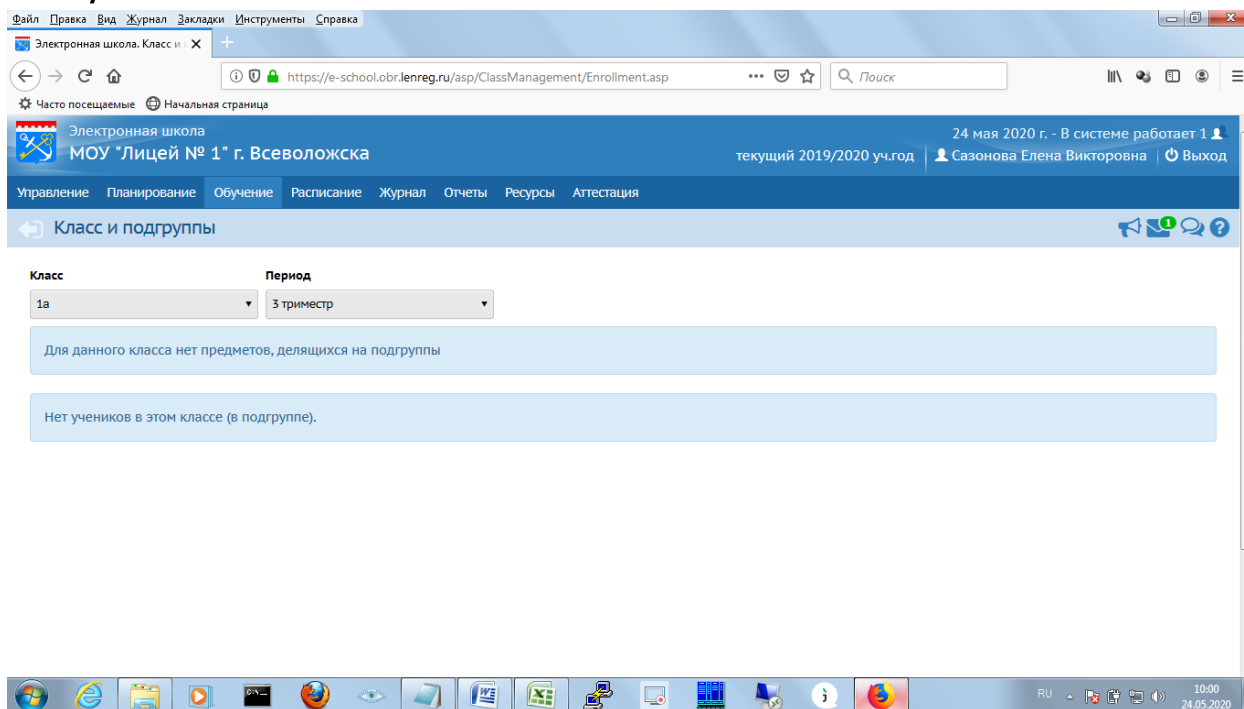 Файл Правка Вид Журнал Закладки Инструменты Справка
Электронная школа. Класс и
https://e-school.obr.lenreg.ru/asp/ClassManagement/Enrollment.asp
Поиск
Часто посещаемые Начальная страница
Электронная школа
24 мая 2020 г. - В системе работает 1
МОУ "Лицей № 1" г. Всеволожска
текущий 2019/2020 уч.год Сазонова Елена Викторовна Выход
Управление Планирование Обучение Расписание Журнал Отчеты Ресурсы Аттестация
Класс и подгруппы
1
Класс Период
1а 3 триместр
Для данного класса нет предметов, делящихся на подгруппы
Нет учеников в этом классе (в подгруппе).
RU
10:00
24.05.2020